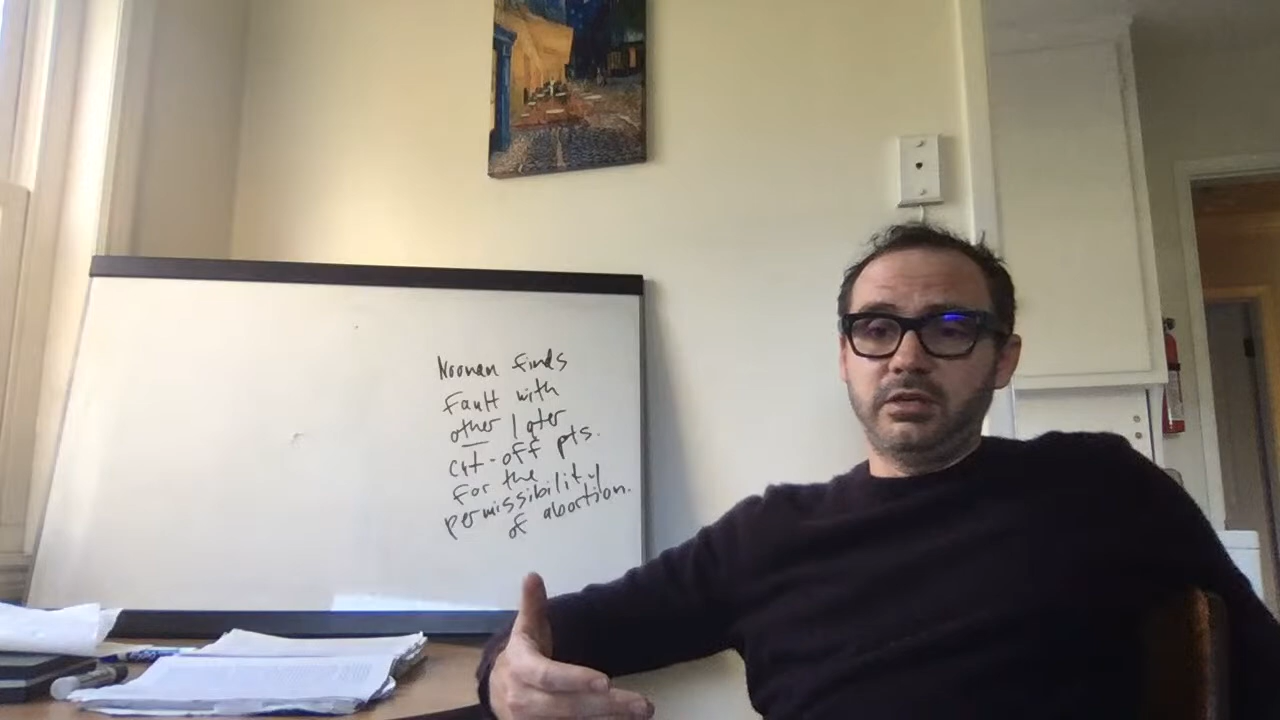 Noonan finds
fault with
other later
cut-off pts.
for the
permissibility
of abortion.